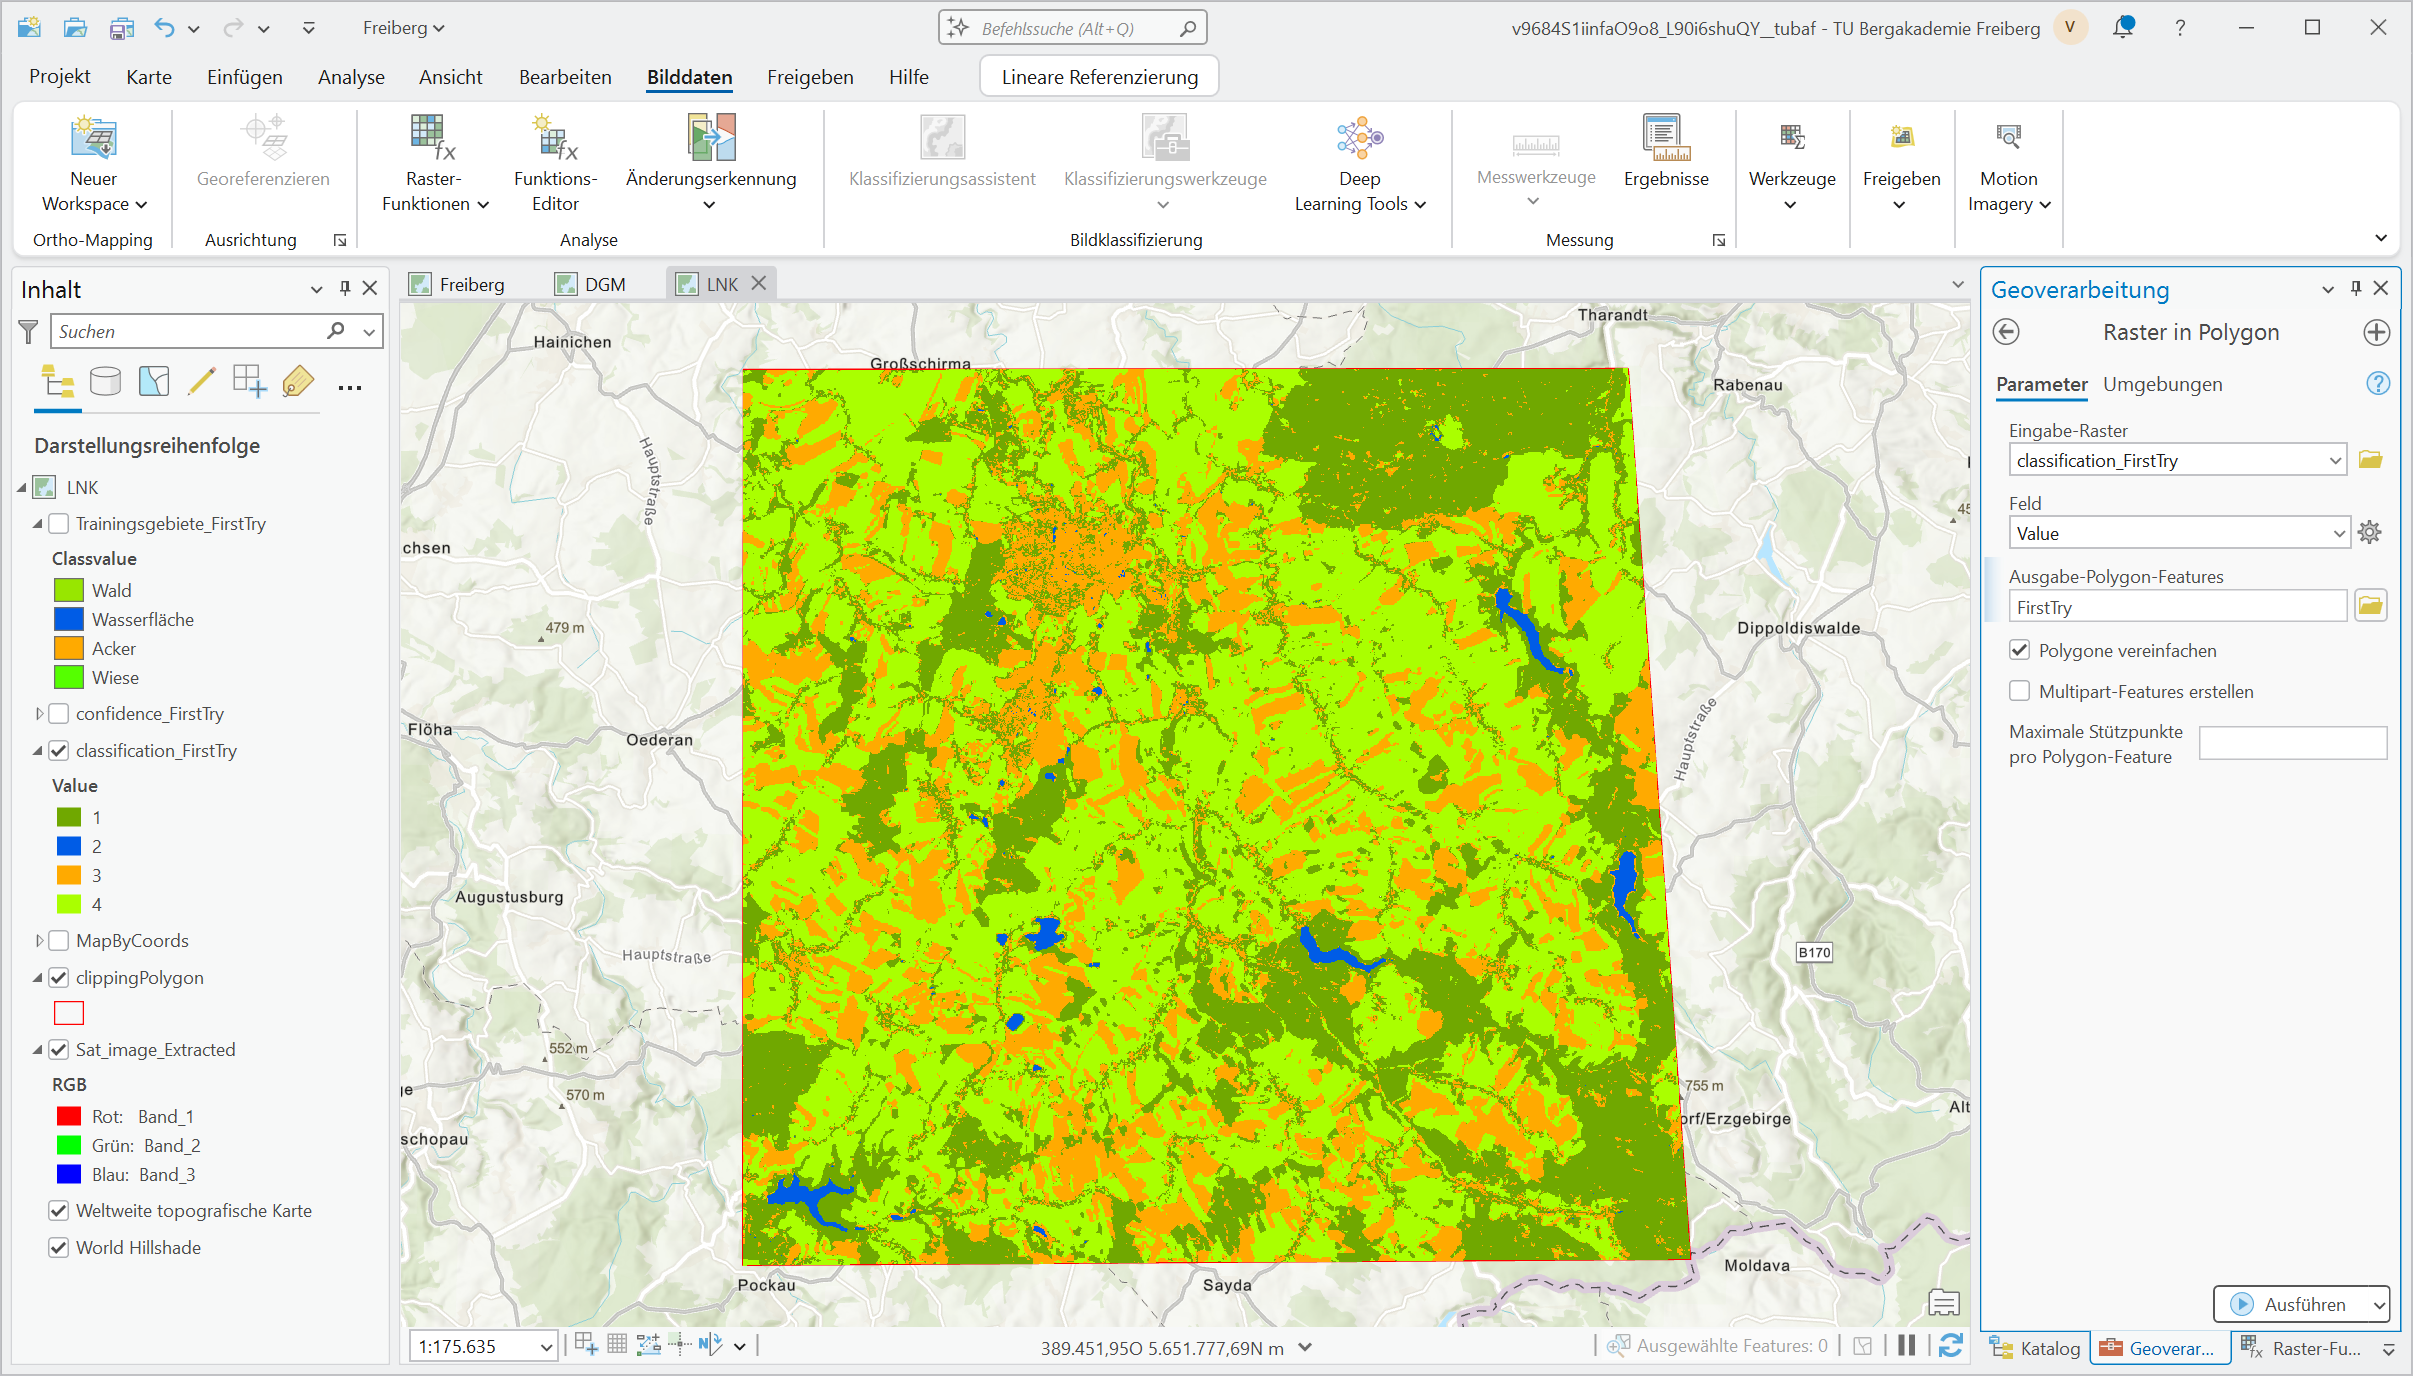 Freiberg
Befehlssuche (Alt+Q)
v9684S1iinfaO9o8_L90i6shuQY__tubaf - TU Bergakademie Freiberg
V
Projekt
Karte
Einfügen
Analyse
Ansicht
Bearbeiten
Bilddaten
Freigeben
Hilfe
Lineare Referenzierung
Neuer
Workspace
Ortho-Mapping
Georeferenzieren
Ausrichtung
Raster-
Funktionen
Funktions-
Editor
Änderungserkennung
Analyse
Klassifizierungsassistent
Klassifizierungswerkzeuge
Deep
Learning Tools
Bildklassifizierung
Messwerkzeuge
Ergebnisse
Messung
Werkzeuge
Freigeben
Motion
Imagery
Inhalt
Suchen
Darstellungsreihenfolge
LNK
Trainingsgebiete_FirstTry
Classvalue
Wald
Wasserfläche
Acker
Wiese
confidence_FirstTry
classification_FirstTry
Value
1
2
3
4
MapByCoords
clippingPolygon
Sat_image_Extracted
RGB
Rot: Band_1
Grün: Band_2
Blau: Band_3
Weltweite topografische Karte
World Hillshade
Freiberg
DGM
LNK
Tharandt
Hainichen
Großschirma
Rabenau
Hauptstraße
45
chsen
479 m
Dippoldiswalde
Flöha
Oederan
Hauptstraße
Augustusburg
Hauptstraße
B170
552 m
570 m
755 m
ge
Alt
schopau
orf/Erzgebirge
Pockau
Sayda
Moldava
1:175.635
389.451,95O 5.651.777,69N m
Ausgewählte Features: 0
Geoverarbeitung
Raster in Polygon
Parameter
Umgebungen
Eingabe-Raster
classification_FirstTry
Feld
Value
Ausgabe-Polygon-Features
FirstTry
Polygone vereinfachen
Multipart-Features erstellen
Maximale Stützpunkte
pro Polygon-Feature
Ausführen
Katalog
Geoverar...
Raster-Fu...